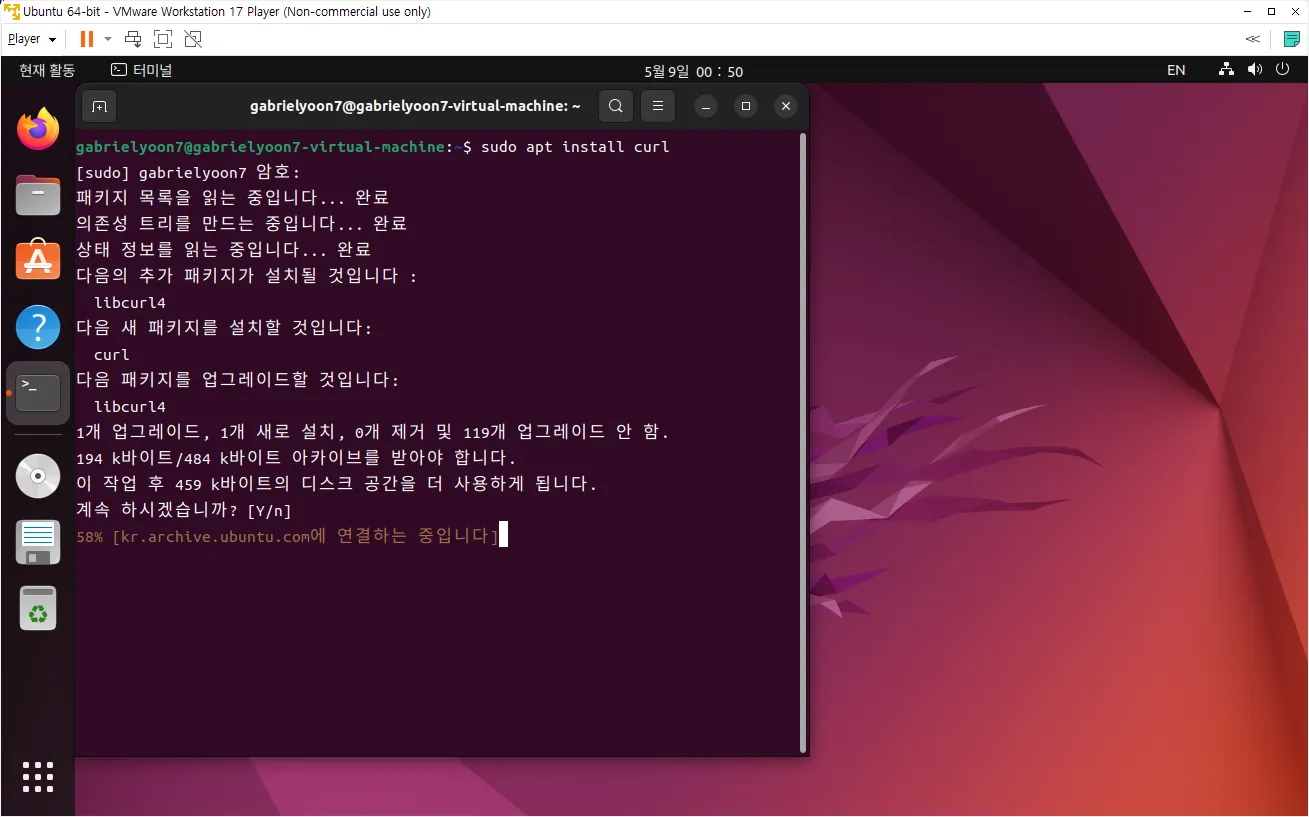 Ubuntu 64-bit - VMware Workstation 17 Player (Non-commercial use only)
Player
현재 활동
터미널
5월 9일 00 : 50
EN
gabrielyoon7@gabrielyoon7-virtual-machine: ~
gabrielyoon7@gabrielyoon7-virtual-machine:~$ sudo apt install curl
[sudo] gabrielyoon7 암호:
패키지 목록을 읽는 중입니다... 완료
의존성 트리를 만드는 중입니다... 완료
상태 정보를 읽는 중입니다... 완료
다음의 추가 패키지가 설치될 것입니다 :
libcurl4
다음 새 패키지를 설치할 것입니다:
curl
다음 패키지를 업그레이드할 것입니다:
libcurl4
1개 업그레이드, 1개 새로 설치, 0개 제거 및 119개 업그레이드 안 함.
194 k바이트/484 k바이트 아카이브를 받아야 합니다.
이 작업 후 459 k바이트의 디스크 공간을 더 사용하게 됩니다.
계속 하시겠습니까? [Y/n]
58% [kr.archive.ubuntu.com에 연결하는 중입니다]